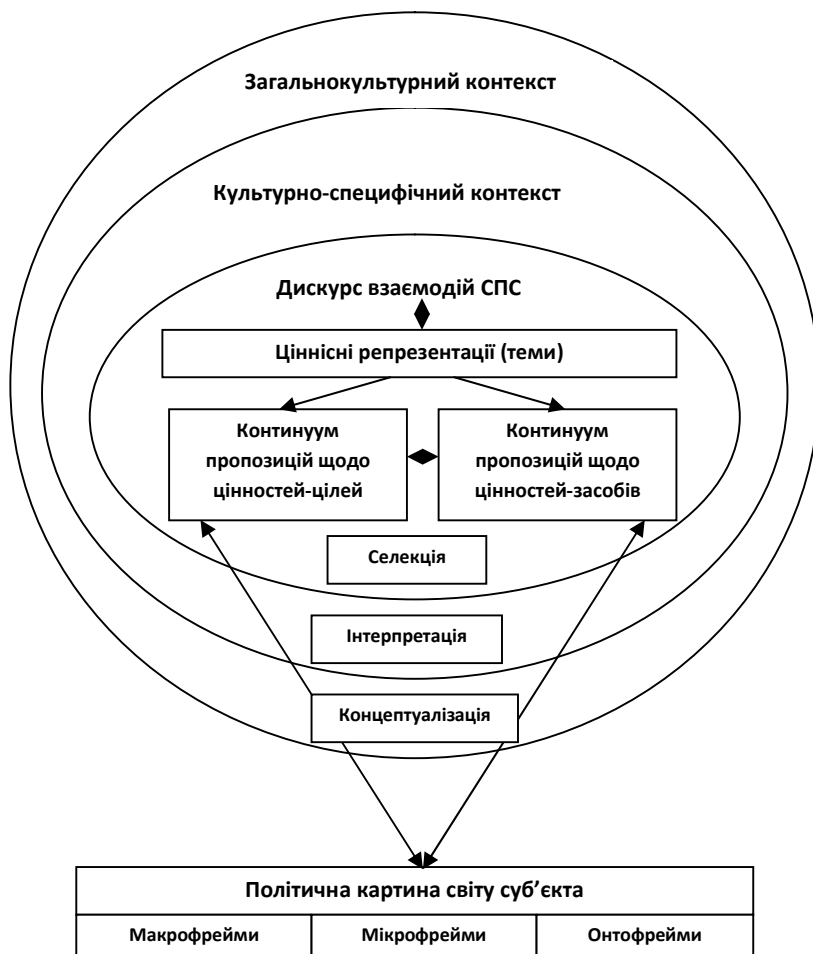 Загальнокультурний контекст
Культурно-специфічний контекст
Дискурс взаємодій СПС
Ціннісні репрезентації (теми)
Континуум
пропозицій щодо
цінностей-цілей
Континуум
пропозицій щодо
цінностей-засобів
Селекція
Інтерпретація
Концептуалізація
Політична картина світу суб’єкта
Макрофрейми
Мікрофрейми
Онтофрейми